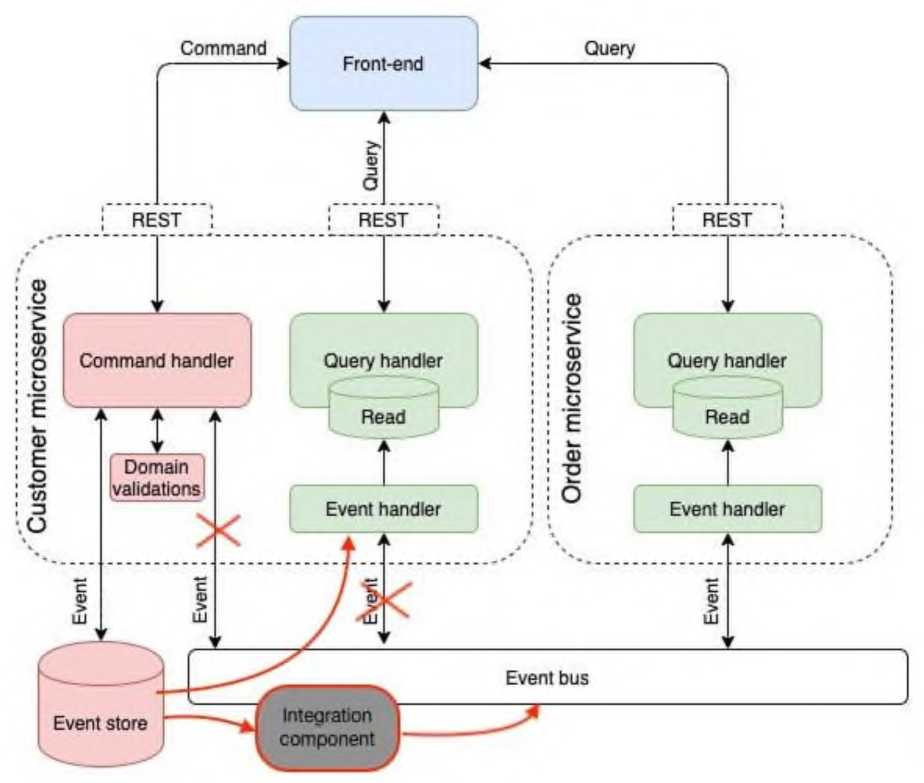 Command
Front-end
Query
Query
REST
REST
REST
Customer microservice
Command handler
Query handler
Read
Domain
validations
Event handler
Order microservice
Query handler
Read
Event handler
Event
Event
Event
Event
Event store
Event bus
Integration
component